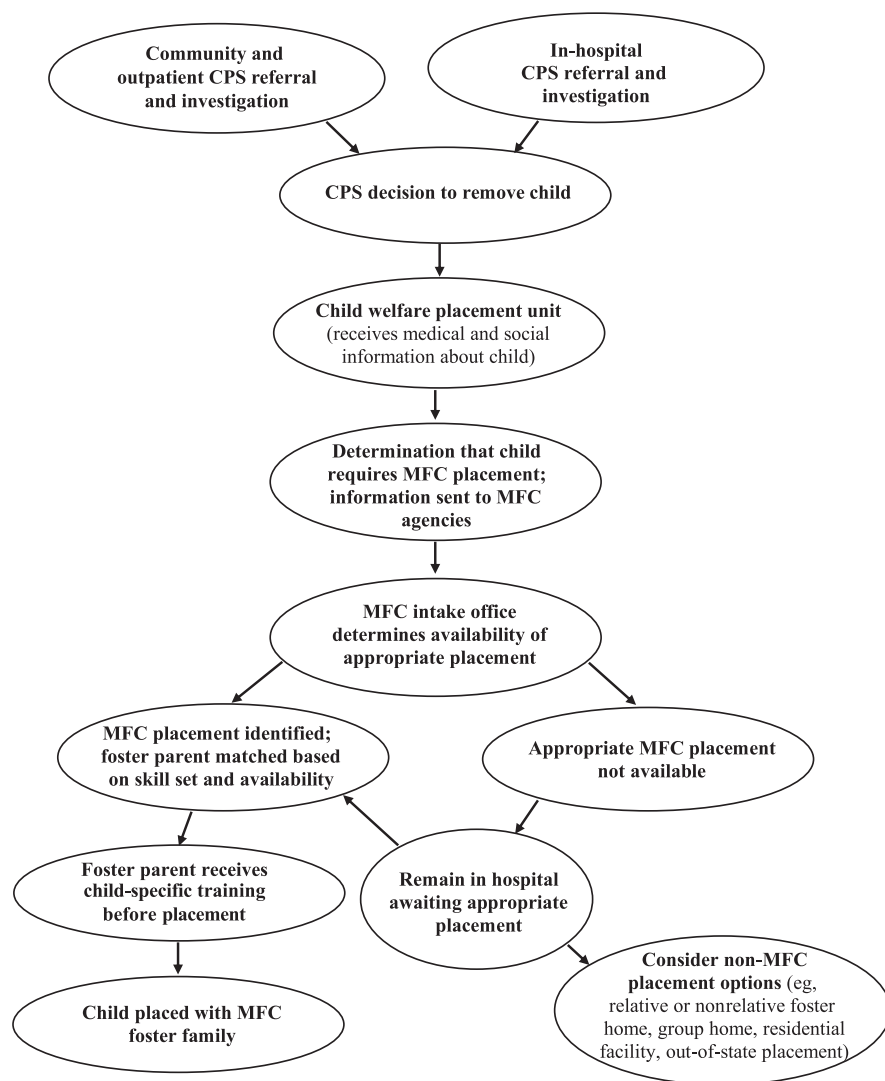 Community and
outpatient CPS referral
and investigation
In-hospital
CPS referral and
investigation
CPS decision to remove child
Child welfare placement unit
(receives medical and social
information about child)
Determination that child
requires MFC placement;
information sent to MFC
agencies
MFC intake office
determines availability of
appropriate placement
MFC placement identified;
foster parent matched based
on skill set and availability
Appropriate MFC placement
not available
Foster parent receives
child-specific training
before placement
Remain in hospital
awaiting appropriate
placement
Child placed with MFC
foster family
Consider non-MFC
placement options (eg,
relative or nonrelative foster
home, group home, residential
facility, out-of-state placement)